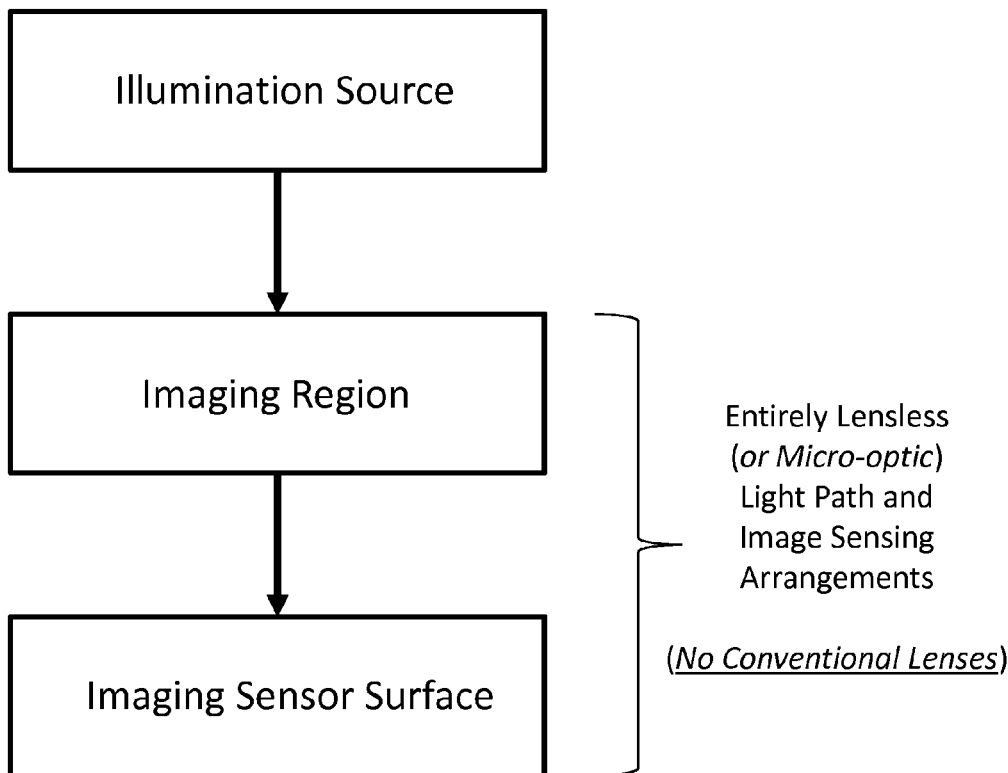 Illumination Source
Imaging Region
Entirely Lensless
(or Micro-optic)
Light Path and
Image Sensing
Arrangements
(No Conventional Lenses)
Imaging Sensor Surface